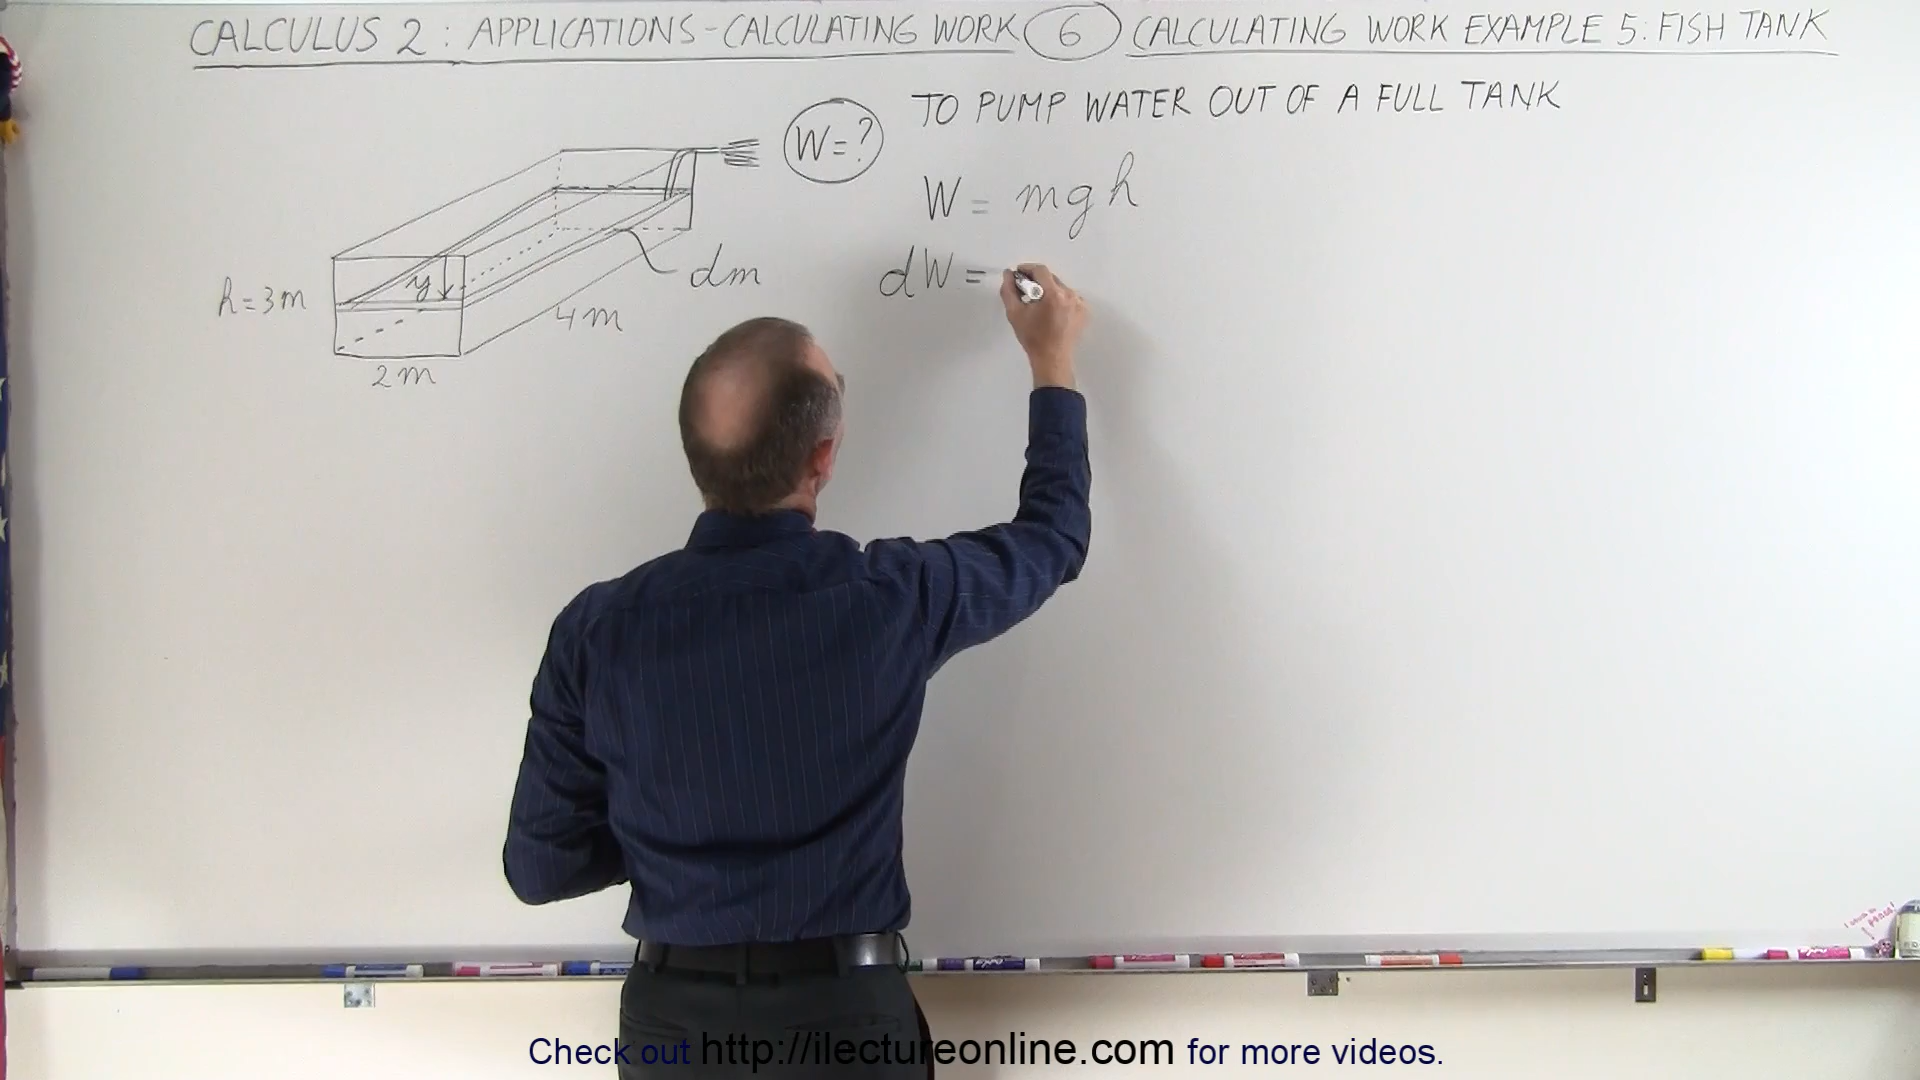 CALCULUS 2 : APPLICATIONS-CALCULATING WORK 6 CALCULATING WORK EXAMPLE 5: FISH TANK
TO PUMP WATER OUT OF A FULL TANK
W=?
W = mgh
dW =
dm
y
h=3m
4m
2m
Check out http://ilectureonline.com for more videos.